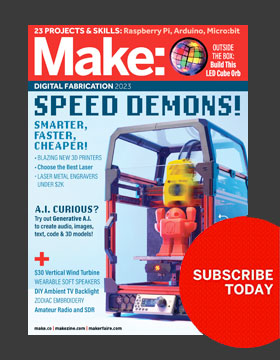 23 PROJECTS & SKILLS: Raspberry Pi, Arduino, Micro:bit
Make:
OUTSIDE
THE BOX:
Build This
LED Cube Orb
DIGITAL FABRICATION 2023
SPEED DEMONS!
SMARTER,
FASTER,
CHEAPER!
• BLAZING NEW 3D PRINTERS
• Choose the Best Laser
• LASER METAL ENGRAVERS
UNDER $2K
A.I. CURIOUS?
Try out Generative A.I.
to create audio, images,
text, code & 3D models!
+
$30 Vertical Wind Turbine
WEARABLE SOFT SPEAKERS
DIY Ambient TV Backlight
ZODIAC EMBROIDERY
Amateur Radio and SDR
make.co | makezine.com | makerfaire.com
SUBSCRIBE
TODAY